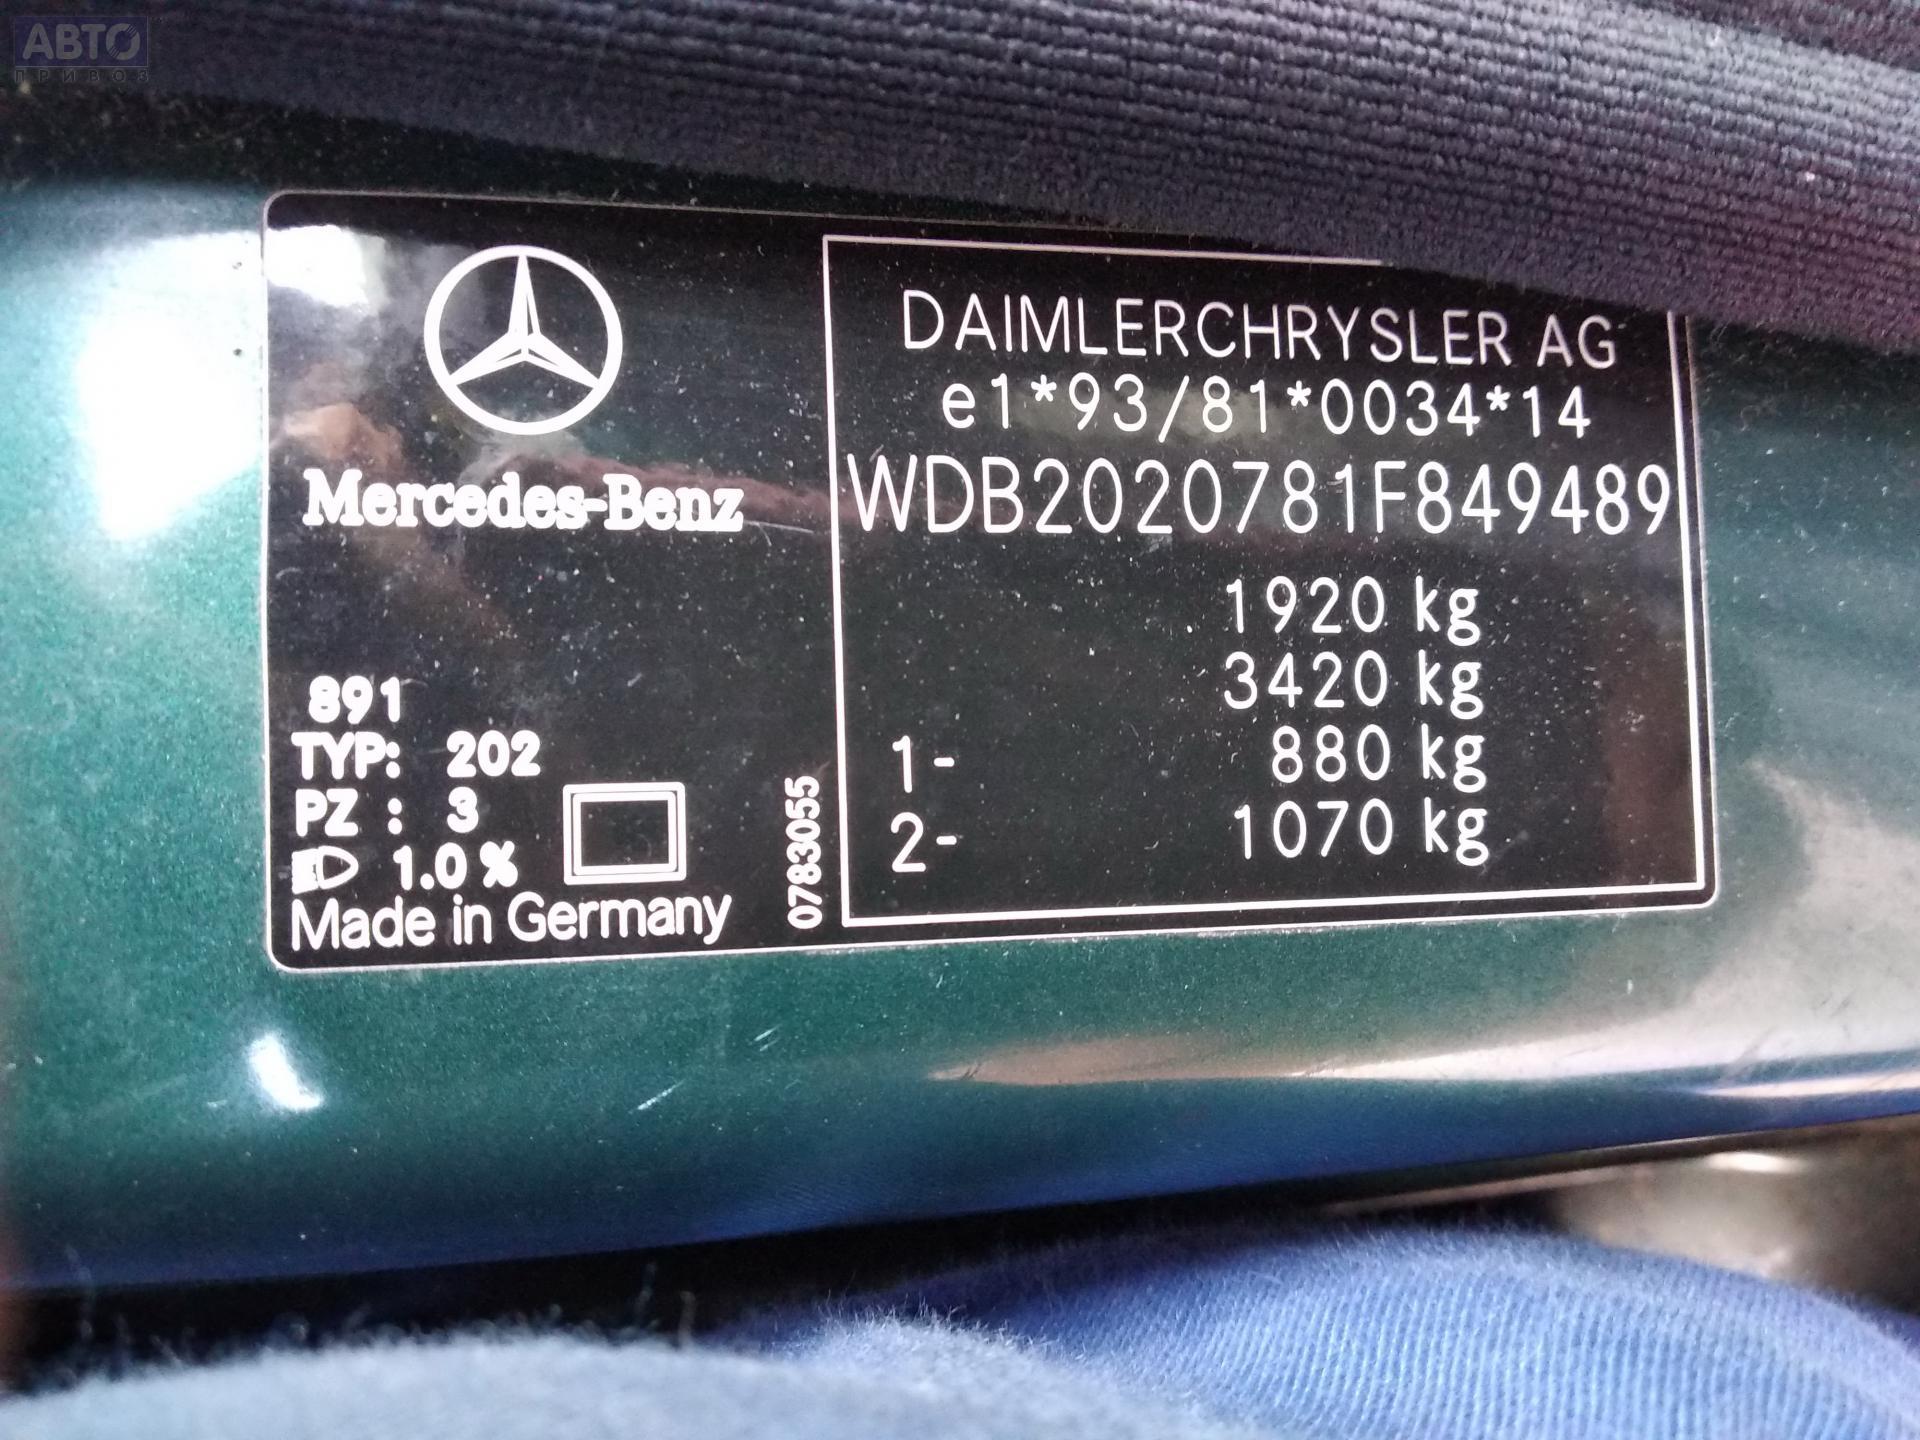 АВТО
ПРИВОЗ
Mercedes-Benz
891
TYP: 202
PZ : 3
1.0 %
Made in Germany
0783055
DAIMLERCHRYSLER AG
e1*93/81*0034*14
WDB2020781F849489
1920 kg
3420 kg
1- 880 kg
2- 1070 kg